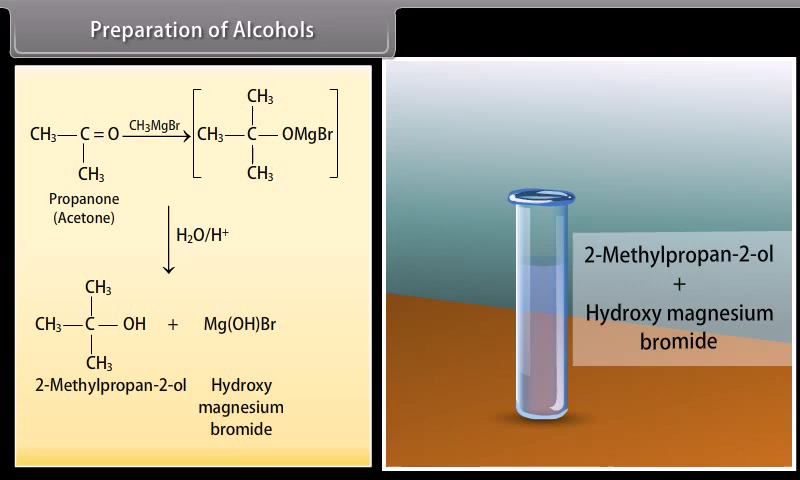 Preparation of Alcohols
CH₃
CH₃—C=O CH₃MgBr CH₃—C—OMgBr
CH₃ CH₃
Propanone
(Acetone)
H₂O/H⁺
CH₃
CH₃—C—OH + Mg(OH)Br
CH₃
2-Methylpropan-2-ol Hydroxy
magnesium
bromide
2-Methylpropan-2-ol
+
Hydroxy magnesium
bromide